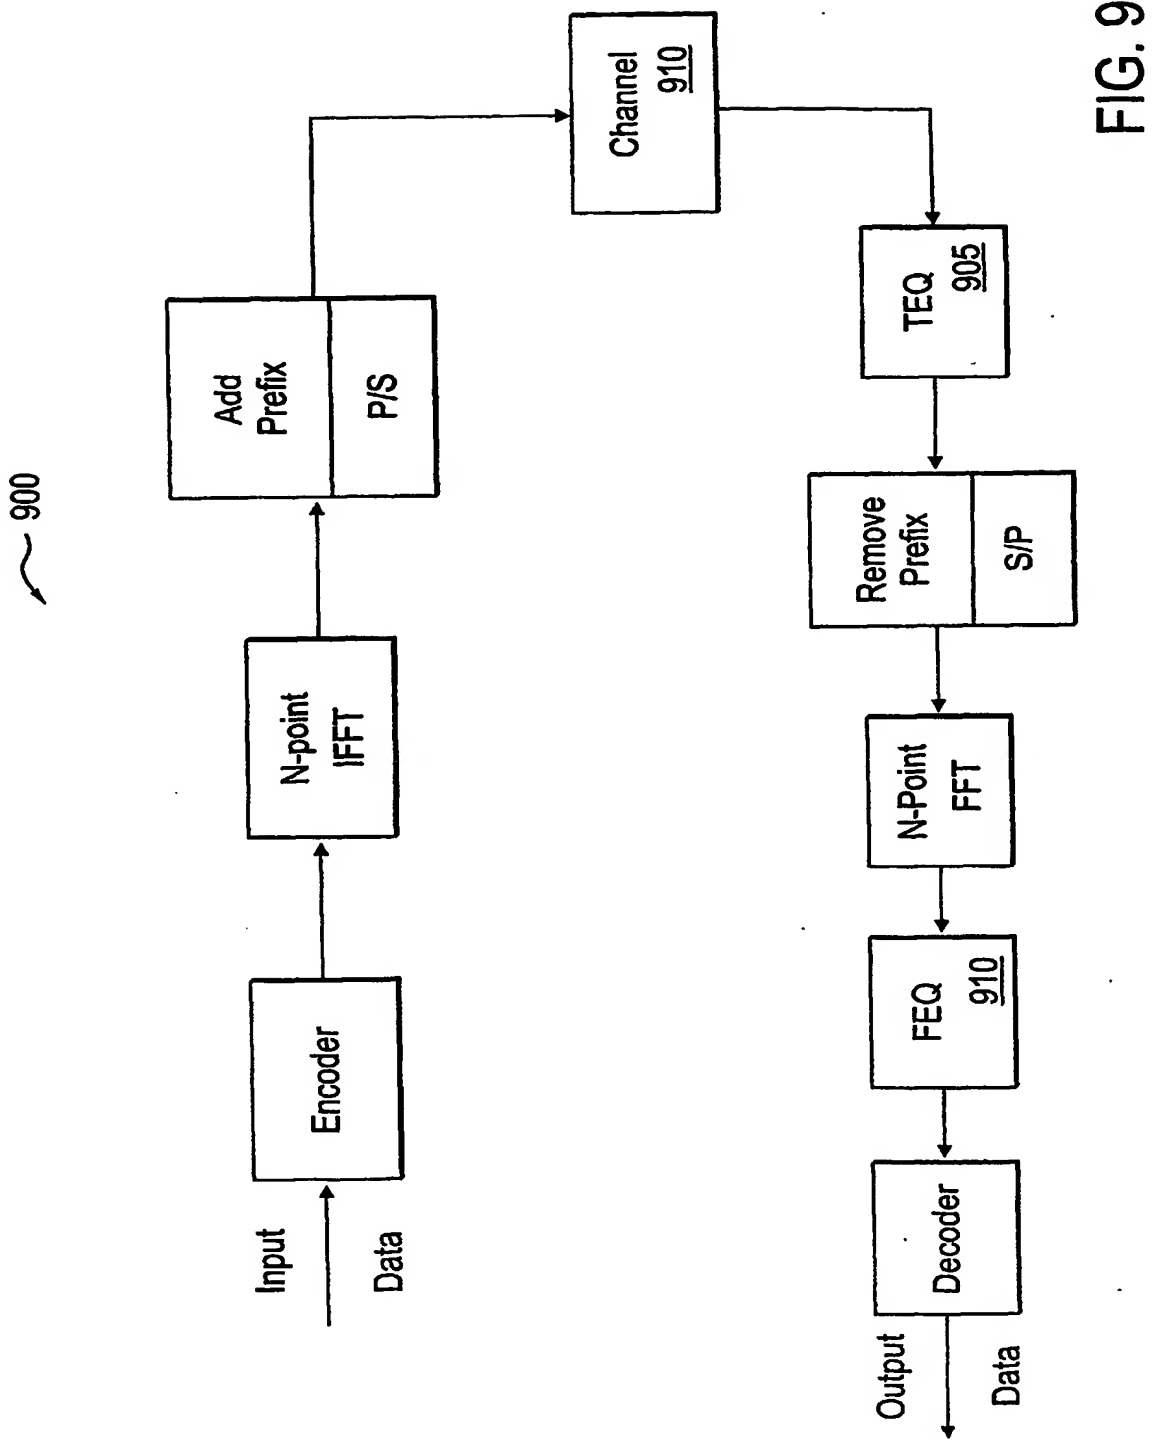 900
Input
Data
Encoder
N-point
IFFT
Add
Prefix
P/S
Channel
910
TEQ
905
Remove
Prefix
S/P
N-Point
FFT
FEQ
910
Decoder
Output
Data
FIG. 9